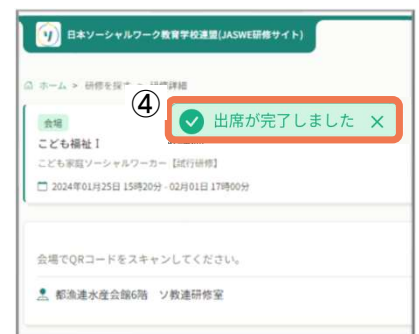 ソ 日本ソーシャルワーク教育学校連盟(JASWE研修サイト)
ホーム > 研修を探す > 研修詳細
④
出席が完了しました ×
会場
こども福祉Ⅰ
こども家庭ソーシャルワーカー【試行研修】
2024年01月25日 15時20分 - 02月01日 17時00分
会場でQRコードをスキャンしてください。
都漁連水産会館6階 ソ教連研修室